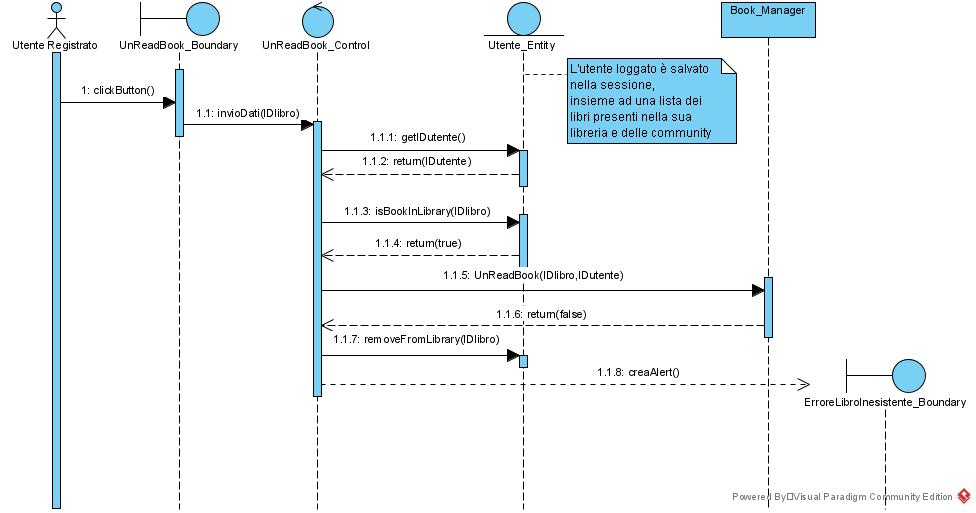 Utente Registrato
UnReadBook_Boundary
UnReadBook_Control
Utente_Entity
Book_Manager
L'utente loggato è salvato
nella sessione,
insieme ad una lista dei
libri presenti nella sua
libreria e delle community
1: clickButton()
1.1: invioDati(IDlibro)
1.1.1: getIDutente()
1.1.2: return(IDutente)
1.1.3: isBookInLibrary(IDlibro)
1.1.4: return(true)
1.1.5: UnReadBook(IDlibro,IDutente)
1.1.6: return(false)
1.1.7: removeFromLibrary(IDlibro)
1.1.8: creaAlert()
ErroreLibroInesistente_Boundary
Powered By Visual Paradigm Community Edition